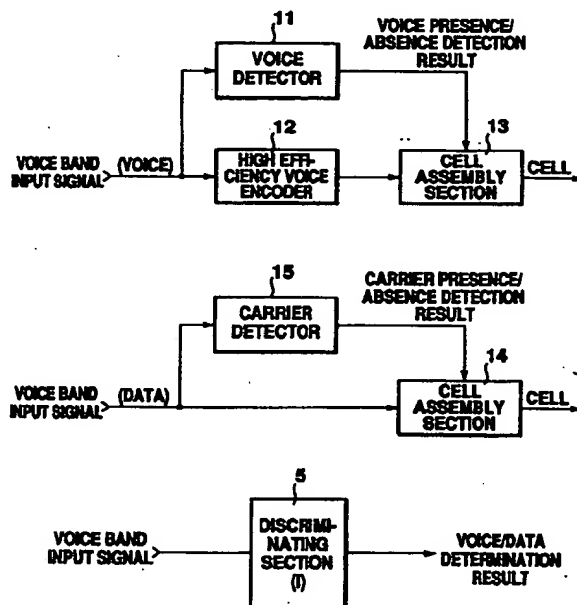 11
VOICE
DETECTOR
VOICE PRESENCE/
ABSENCE DETECTION
RESULT
12
13
VOICE BAND
INPUT SIGNAL
(VOICE)
HIGH EFFI-
CIENCY VOICE
ENCODER
CELL
ASSEMBLY
SECTION
CELL
15
CARRIER
DETECTOR
CARRIER PRESENCE/
ABSENCE DETECTION
RESULT
14
VOICE BAND
INPUT SIGNAL
(DATA)
CELL
ASSEMBLY
SECTION
CELL
5
VOICE BAND
INPUT SIGNAL
DISCRIMI-
NATING
SECTION
(I)
VOICE/DATA
DETERMINATION
RESULT